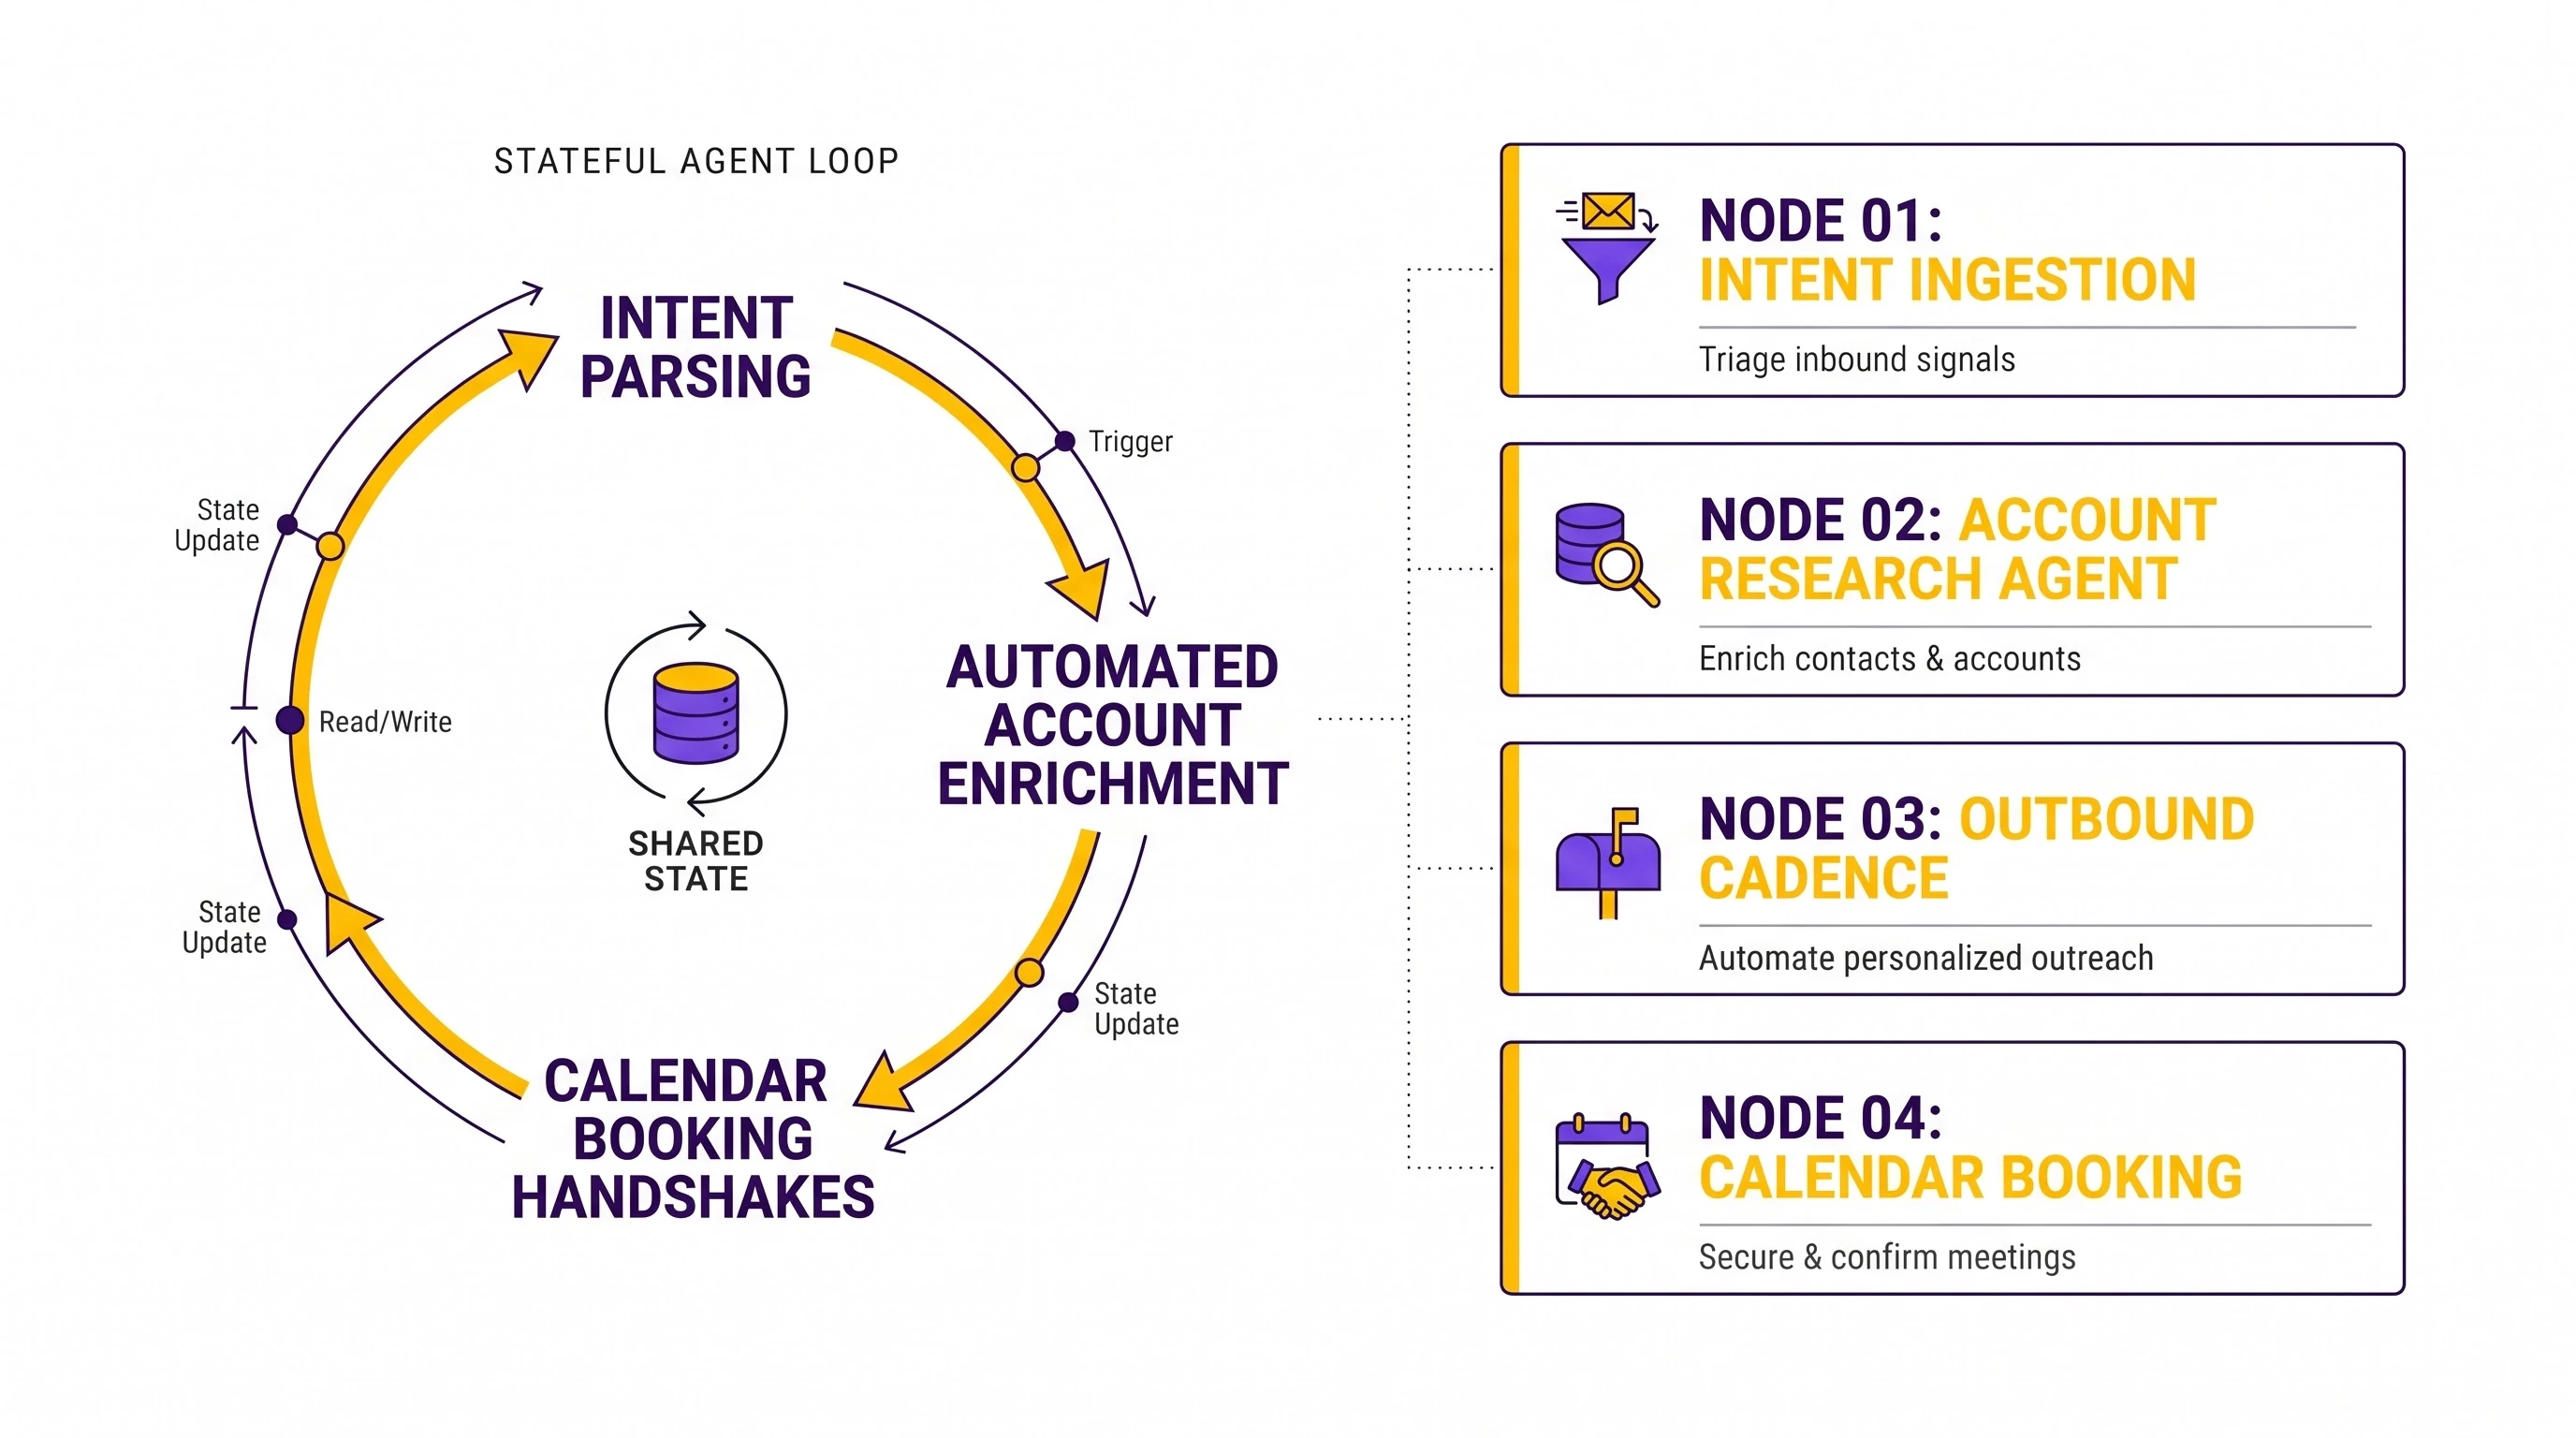 STATEFUL AGENT LOOP
INTENT
PARSING
Trigger
State
Update
Read/Write
SHARED
STATE
AUTOMATED
ACCOUNT
ENRICHMENT
State
Update
State
Update
CALENDAR
BOOKING
HANDSHAKES
NODE 01:
INTENT INGESTION
Triage inbound signals
NODE 02: ACCOUNT
RESEARCH AGENT
Enrich contacts & accounts
NODE 03: OUTBOUND
CADENCE
Automate personalized outreach
NODE 04:
CALENDAR BOOKING
Secure & confirm meetings